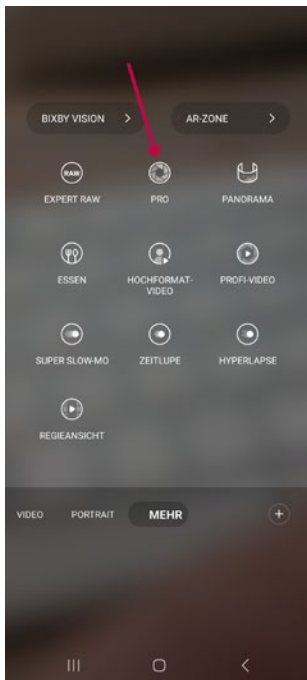 BIXBY VISION
AR-ZONE
RAW
EXPERT RAW
PRO
PANORAMA
ESSEN
HOCHFORMAT-
VIDEO
PROFI-VIDEO
SUPER SLOW-MO
ZEITLUPE
HYPERLAPSE
REGIEANSICHT
VIDEO
PORTRAIT
MEHR